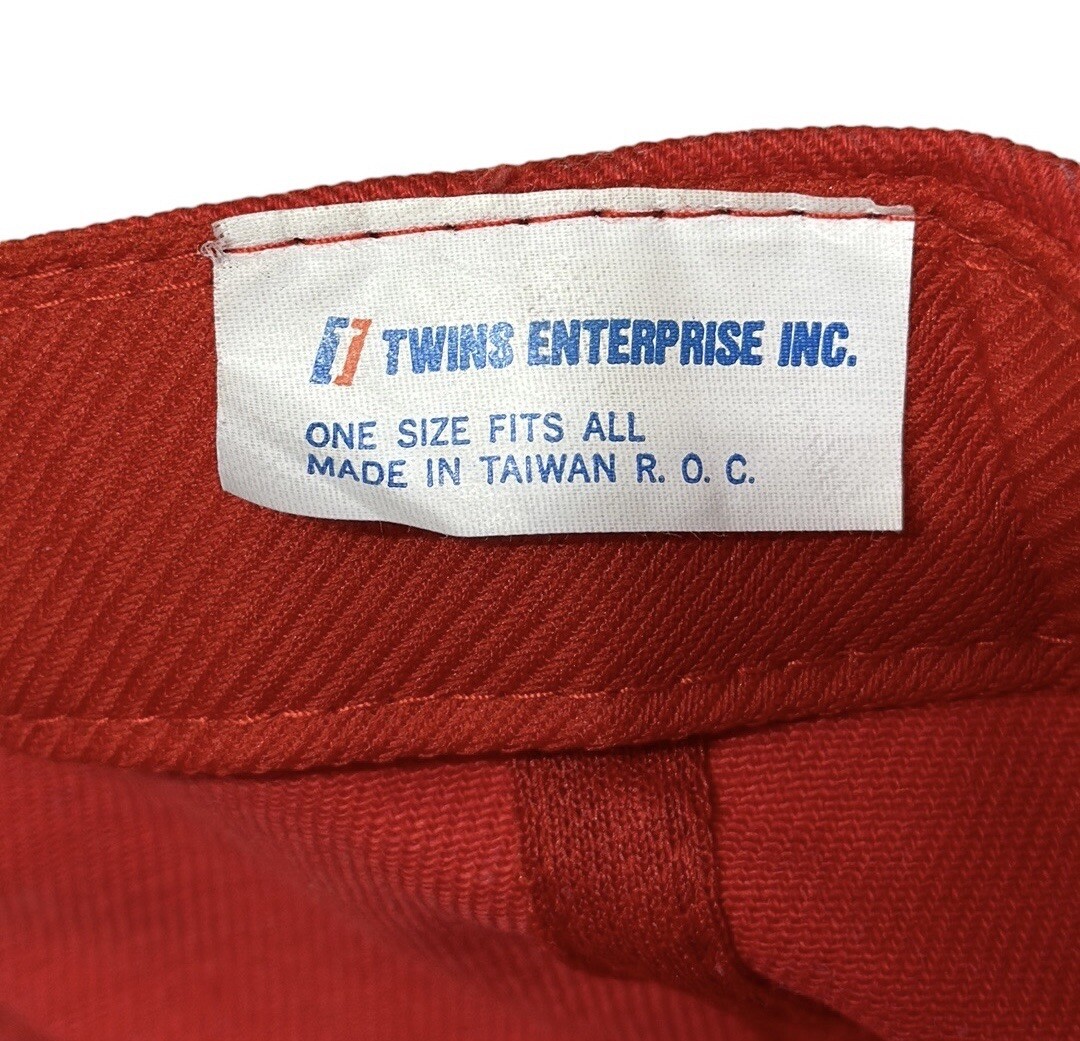 TWINS ENTERPRISE INC.
ONE SIZE FITS ALL
MADE IN TAIWAN R. O. C.